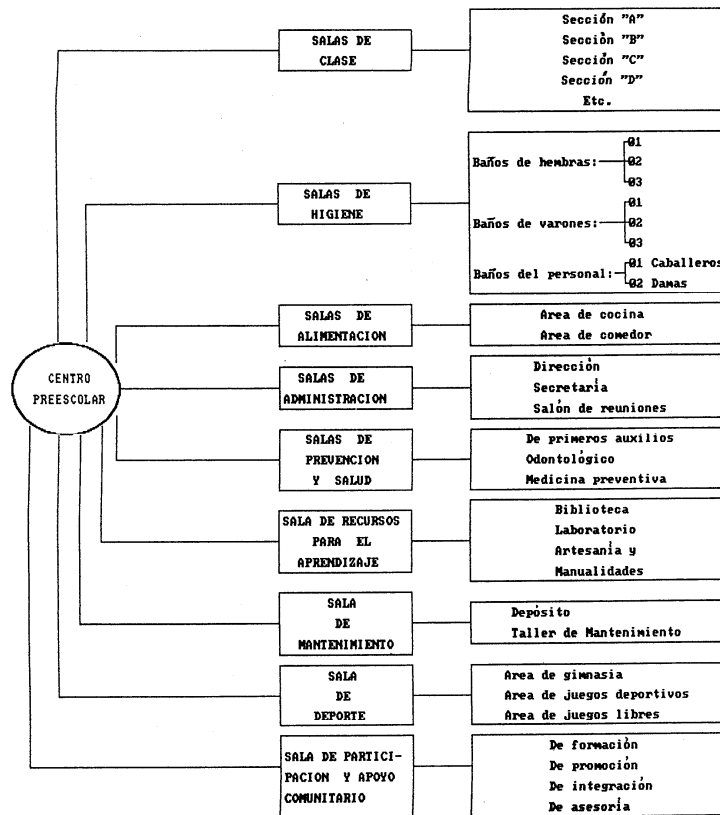 SALAS DE
CLASE
Sección "A"
Sección "B"
Sección "C"
Sección "D"
Etc.
SALAS DE
HIGIENE
Baños de hembras:
01
02
03
Baños de varones:
01
02
03
Baños del personal:
01 Caballeros
02 Damas
CENTRO
PREESCOLAR
SALAS DE
ALIMENTACION
Area de cocina
Area de comedor
SALAS DE
ADMINISTRACION
Dirección
Secretaría
Salón de reuniones
SALAS DE
PREVENCION
Y SALUD
De primeros auxilios
Odontológico
Medicina preventiva
SALA DE RECURSOS
PARA EL
APRENDIZAJE
Biblioteca
Laboratorio
Artesanía y
Manualidades
SALA
DE
MANTENIMIENTO
Depósito
Taller de Mantenimiento
SALA
DE
DEPORTE
Area de gimnasia
Area de juegos deportivos
Area de juegos libres
SALA DE PARTICI-
PACION Y APOYO
COMUNITARIO
De formación
De promoción
De integración
De asesoría